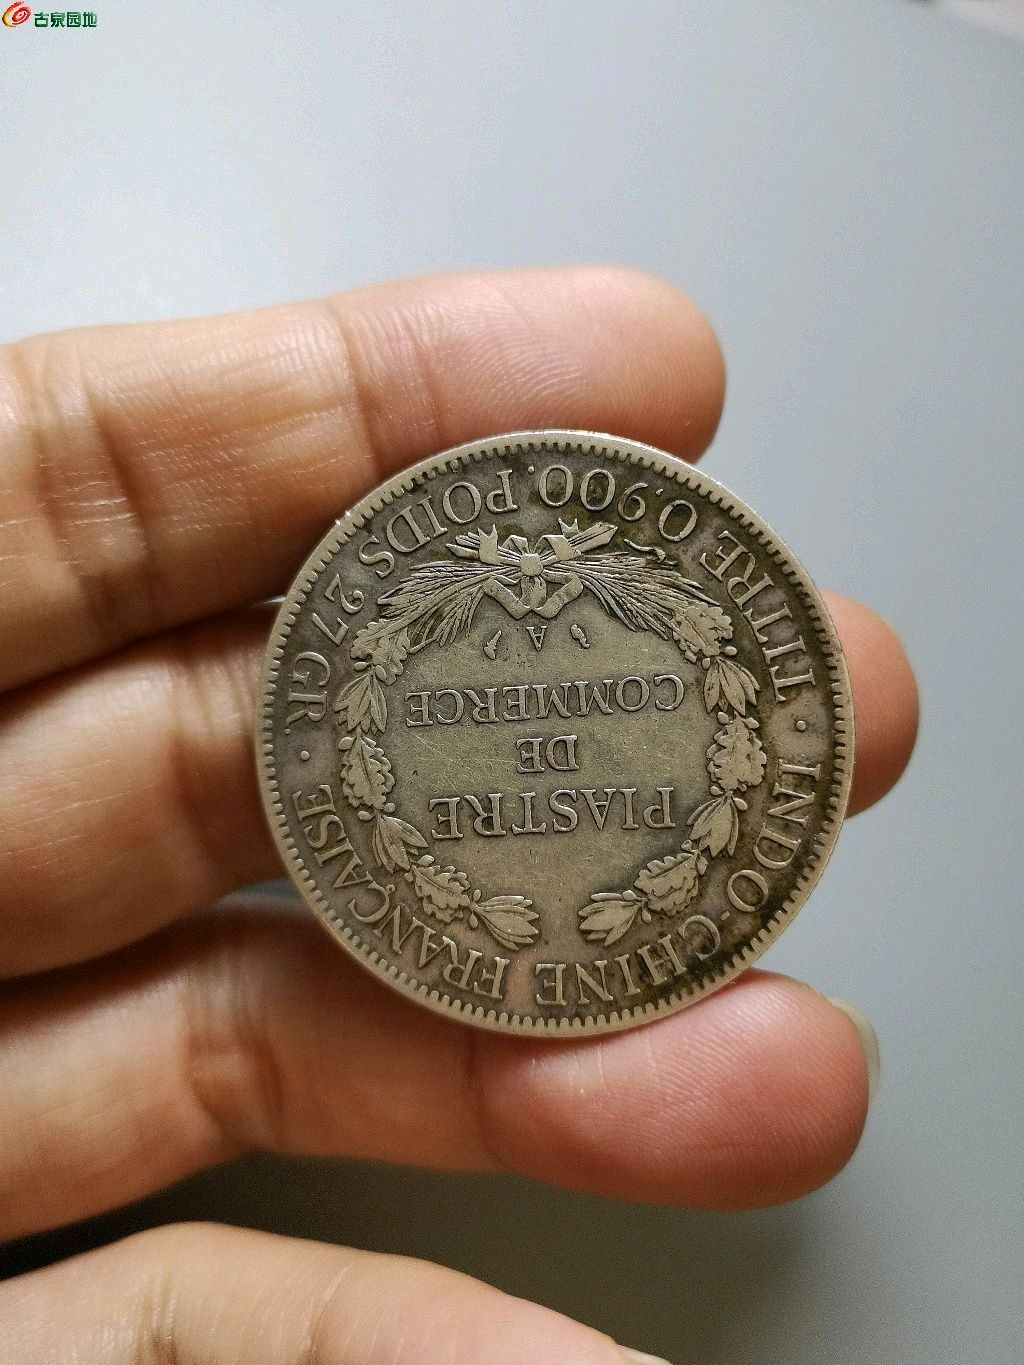 古泉园地
INDO-CHINE FRANÇAISE
PIASTRE
DE
COMMERCE
A
· TITRE 0,900. POIDS 27 GR. ·